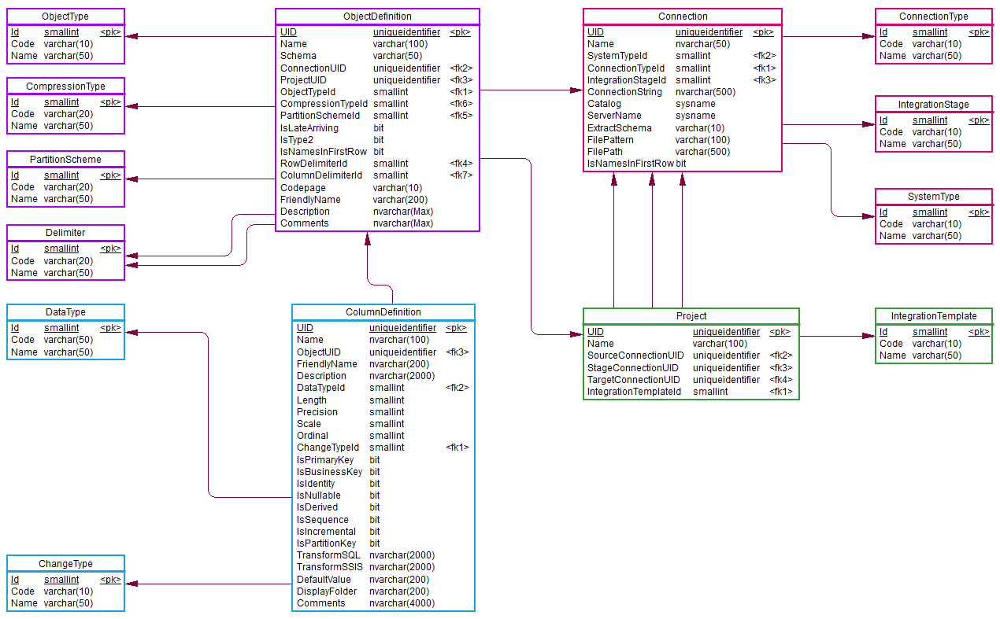 ObjectType
Id smallint <pk>
Code varchar(10)
Name varchar(50)
CompressionType
Id smallint <pk>
Code varchar(20)
Name varchar(50)
PartitionScheme
Id smallint <pk>
Code varchar(20)
Name varchar(50)
Delimiter
Id smallint <pk>
Code varchar(20)
Name varchar(50)
DataType
Id smallint <pk>
Code varchar(50)
Name varchar(50)
ChangeType
Id smallint <pk>
Code varchar(10)
Name varchar(50)
ObjectDefinition
UID uniqueidentifier <pk>
Name varchar(100)
Schema varchar(50)
ConnectionUID uniqueidentifier <fk2>
ProjectUID uniqueidentifier <fk3>
ObjectTypeId smallint <fk1>
CompressionTypeId smallint <fk6>
PartitionSchemeId smallint <fk5>
IsLateArriving bit
IsType2 bit
IsNamesInFirstRow bit
RowDelimiterId smallint <fk4>
ColumnDelimiterId smallint <fk7>
Codepage varchar(10)
FriendlyName varchar(200)
Description nvarchar(Max)
Comments nvarchar(Max)
ColumnDefinition
UID uniqueidentifier <pk>
Name nvarchar(100)
ObjectUID uniqueidentifier <fk3>
FriendlyName nvarchar(200)
Description nvarchar(2000)
DataTypeId smallint <fk2>
Length smallint
Precision smallint
Scale smallint
Ordinal smallint
ChangeTypeId smallint <fk1>
IsPrimaryKey bit
IsBusinessKey bit
IsIdentity bit
IsNullable bit
IsDerived bit
IsSequence bit
IsIncremental bit
IsPartitionKey bit
TransformSQL nvarchar(2000)
TransformSSIS nvarchar(2000)
DefaultValue nvarchar(200)
DisplayFolder nvarchar(200)
Comments nvarchar(4000)
Connection
UID uniqueidentifier <pk>
Name nvarchar(50)
SystemTypeId smallint <fk2>
ConnectionTypeId smallint <fk1>
IntegrationStageId smallint <fk3>
ConnectionString nvarchar(500)
Catalog sysname
ServerName sysname
ExtractSchema varchar(10)
FilePattern varchar(100)
FilePath varchar(500)
IsNamesInFirstRow bit
Project
UID uniqueidentifier <pk>
Name varchar(100)
SourceConnectionUID uniqueidentifier <fk2>
StageConnectionUID uniqueidentifier <fk3>
TargetConnectionUID uniqueidentifier <fk4>
IntegrationTemplateId smallint <fk1>
ConnectionType
Id smallint <pk>
Code varchar(10)
Name varchar(50)
IntegrationStage
Id smallint <pk>
Code varchar(10)
Name varchar(50)
SystemType
Id smallint <pk>
Code varchar(10)
Name varchar(50)
IntegrationTemplate
Id smallint <pk>
Code varchar(10)
Name varchar(50)